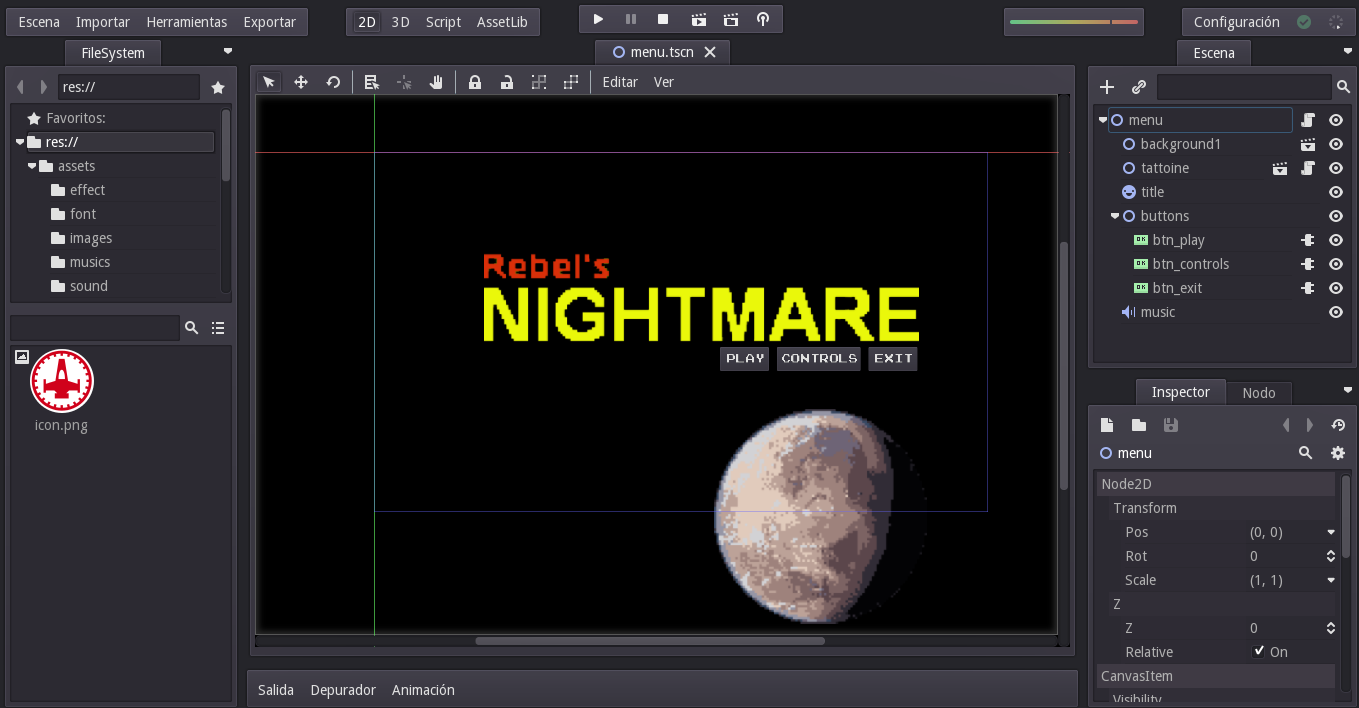 Escena Importar Herramientas Exportar 2D 3D Script AssetLib Configuración
FileSystem menu.tscn Escena
res://
Editar Ver
Favoritos:
res://
assets
effect
font
images
musics
sound
icon.png
Rebel's
NIGHTMARE
PLAY CONTROLS EXIT
menu
background1
tattoine
title
buttons
OK btn_play
OK btn_controls
OK btn_exit
music
Inspector Nodo
menu
Node2D
Transform
Pos (0, 0)
Rot 0
Scale (1, 1)
Z
Z 0
Relative On
CanvasItem
Visibility
Salida Depurador Animación